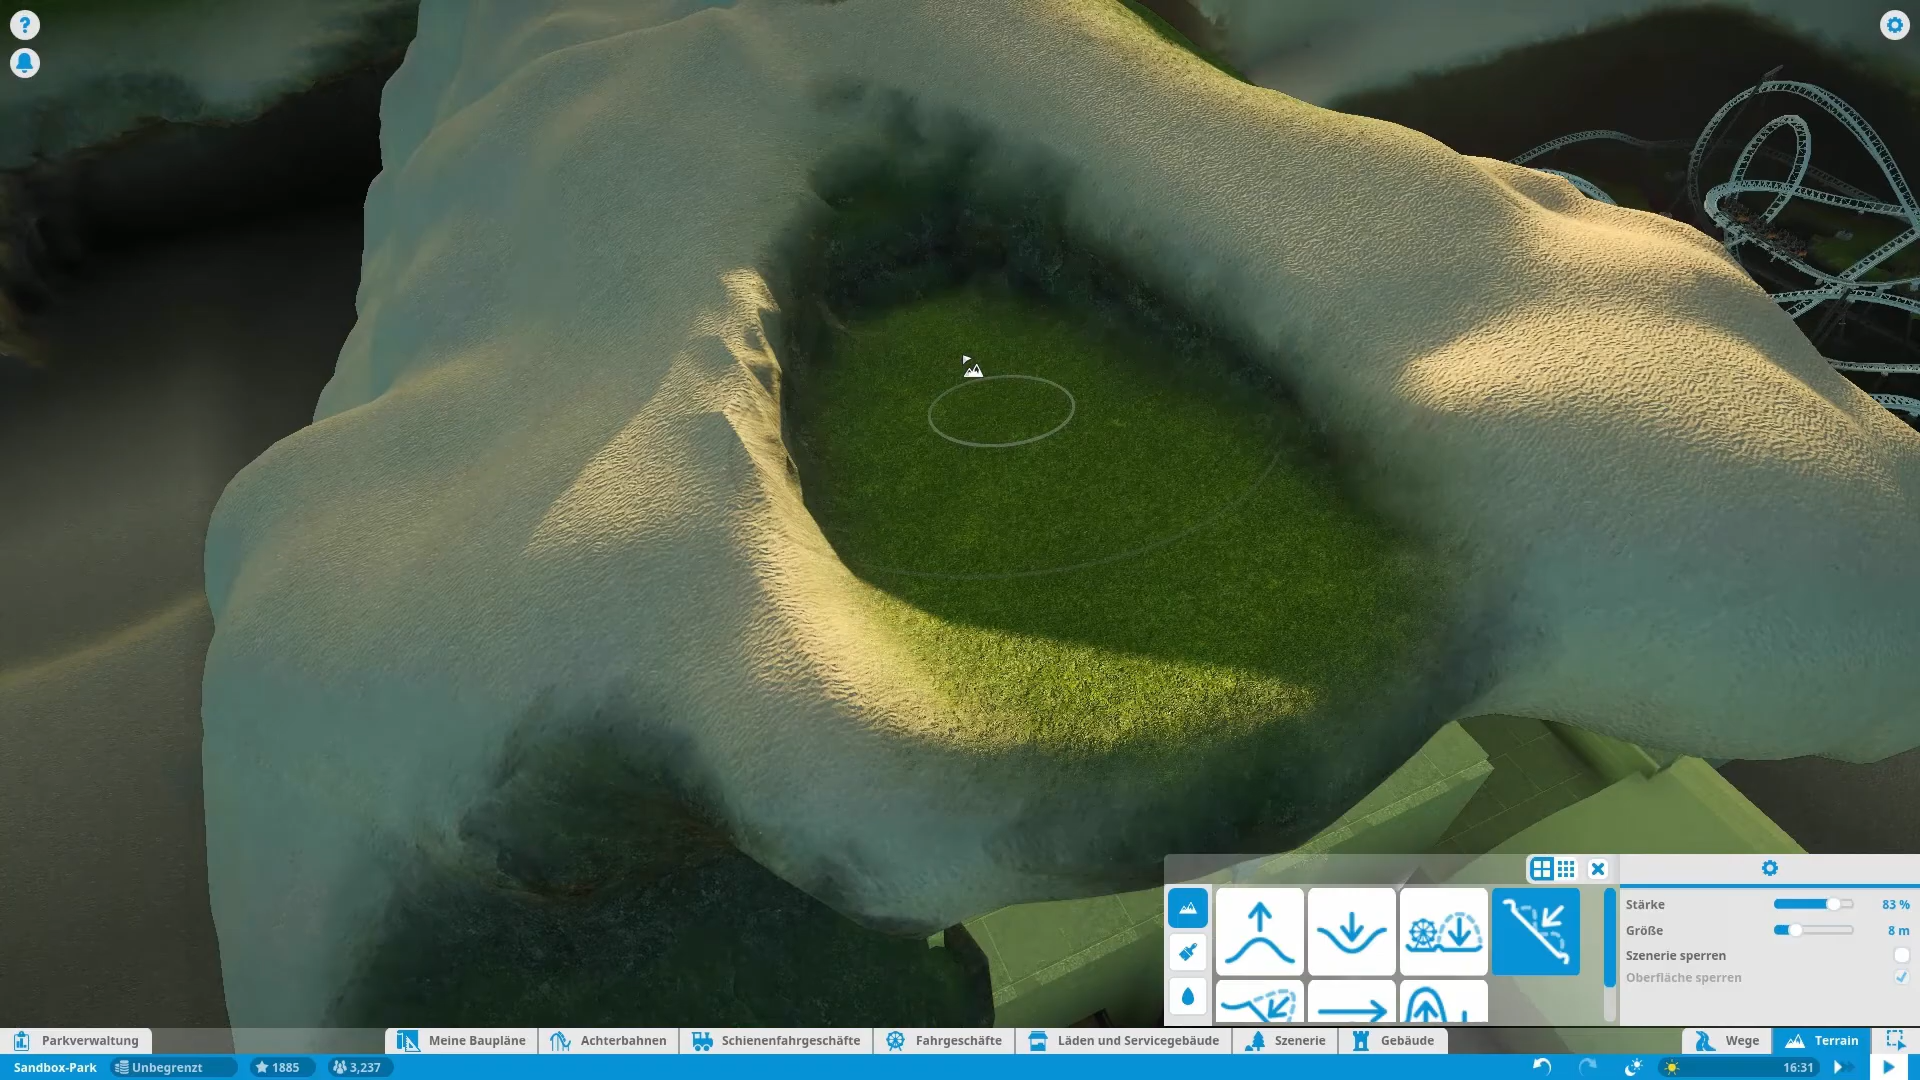 ?
Stärke 83 %
Größe 8 m
Szenerie sperren
Oberfläche sperren
Parkverwaltung Meine Baupläne Achterbahnen Schienenfahrgeschäfte Fahrgeschäfte Läden und Servicegebäude Szenerie Gebäude Wege Terrain
Sandbox-Park Unbegrenzt 1885 3,237 16:31